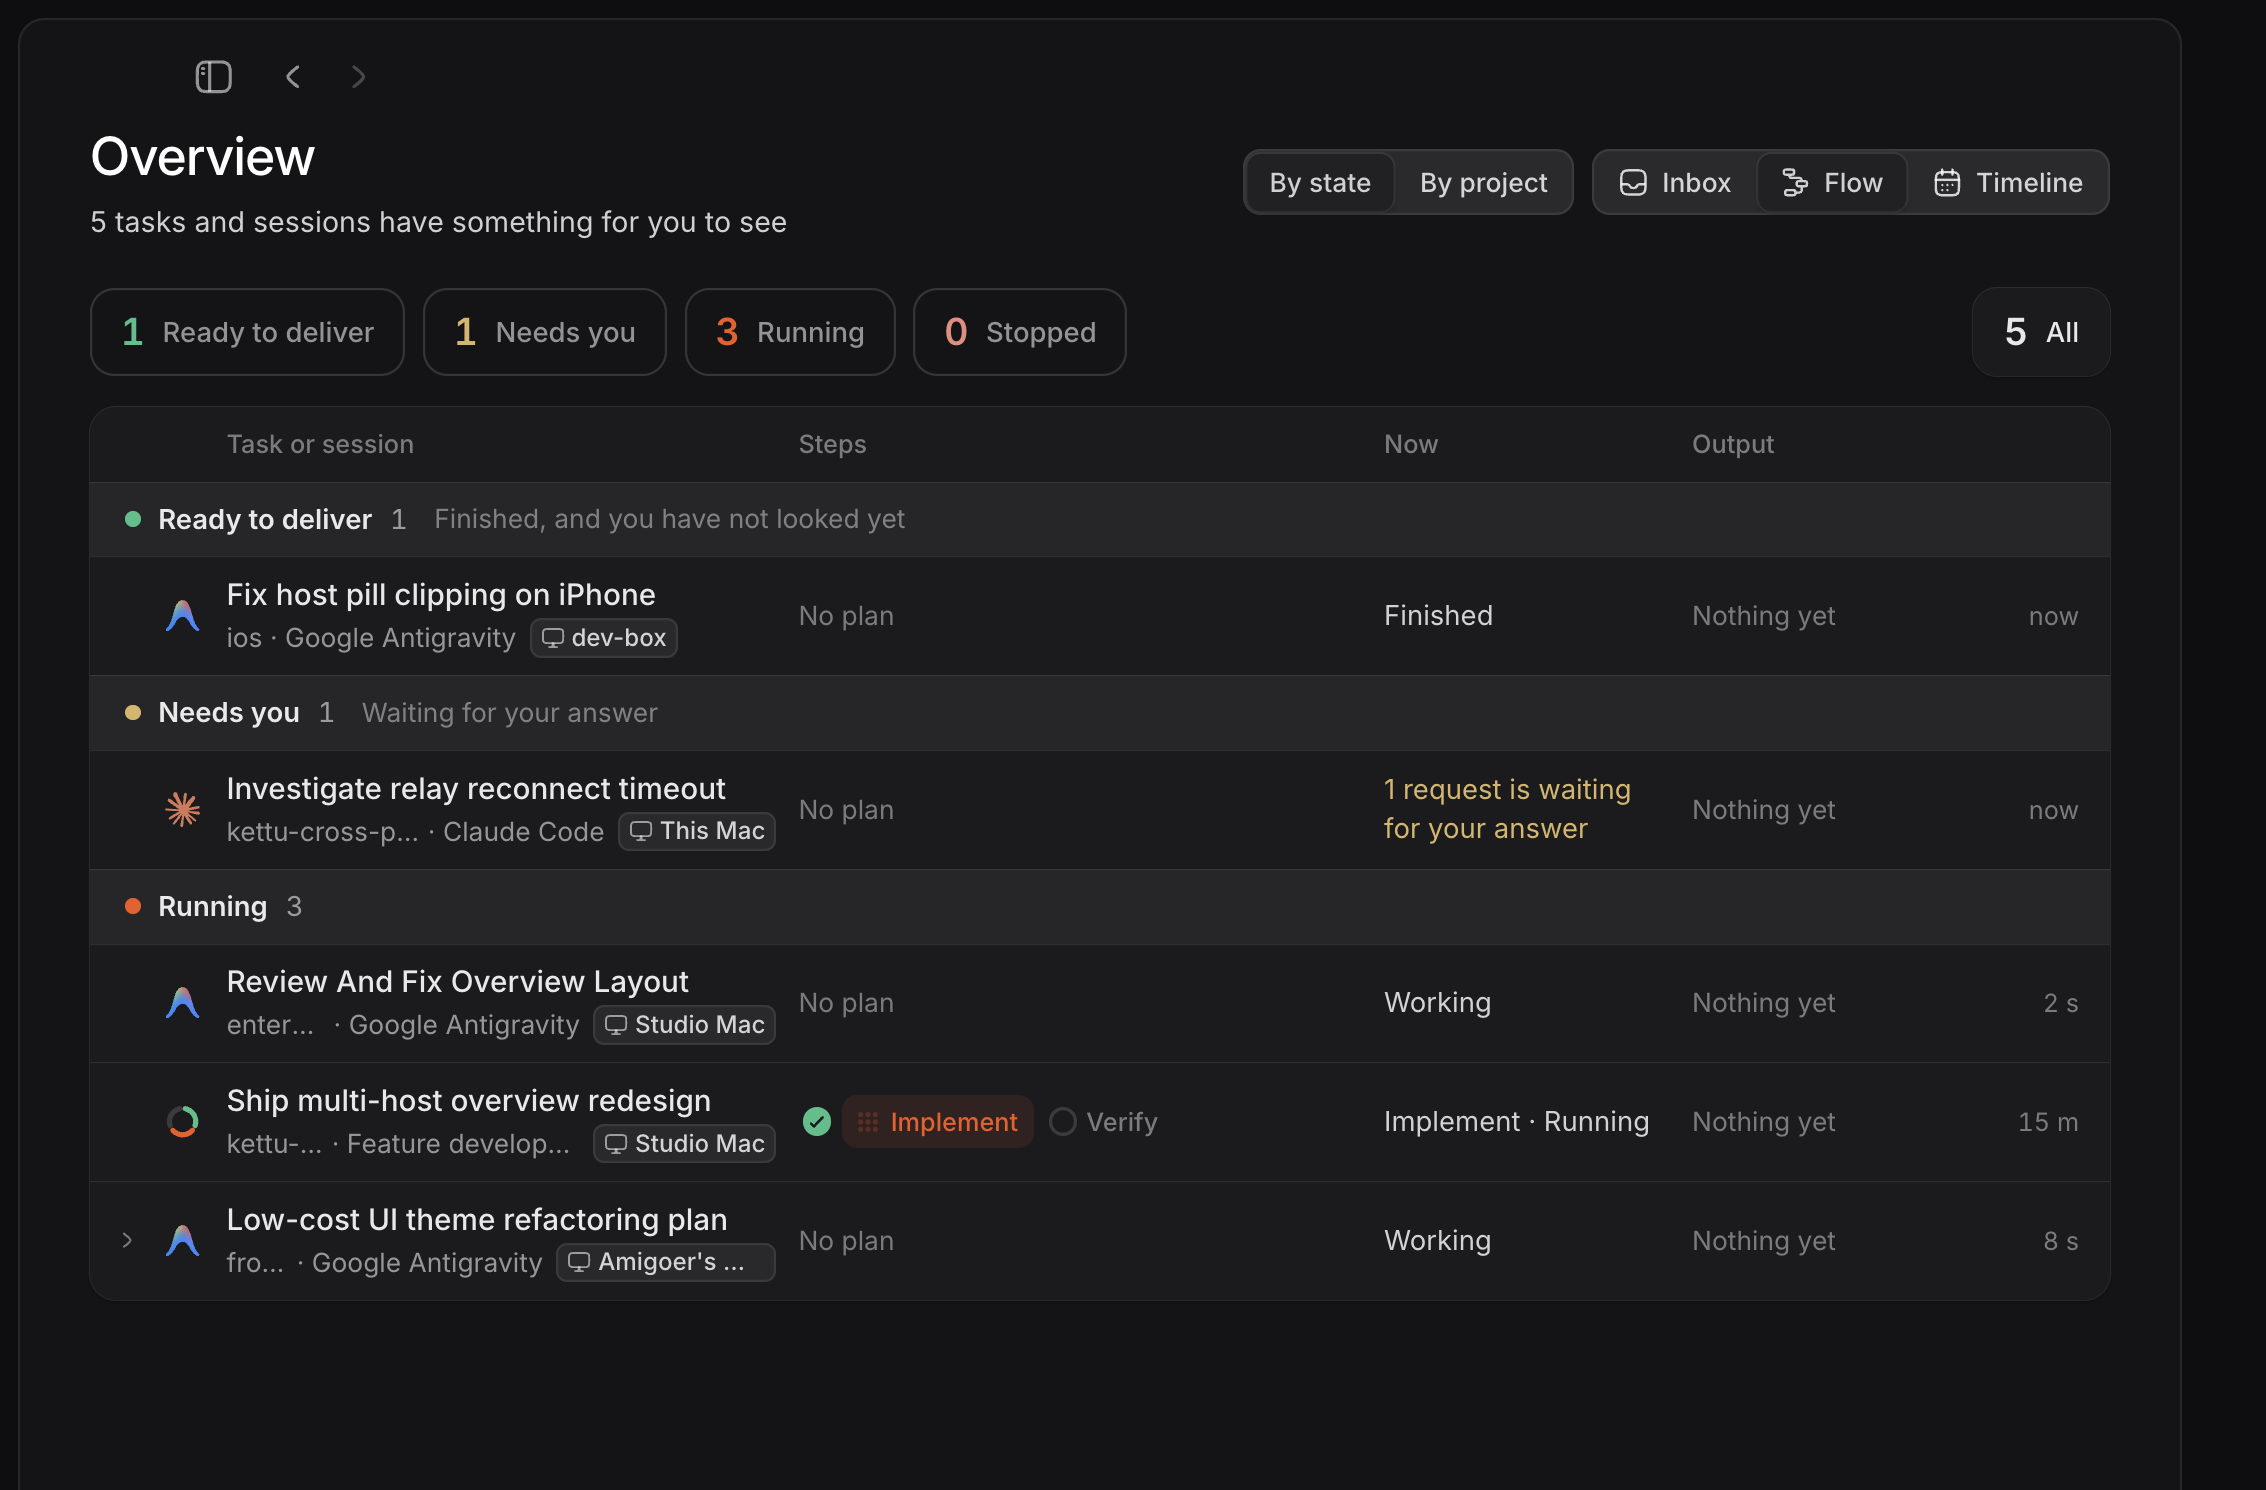 Overview
5 tasks and sessions have something for you to see
By state
By project
Inbox
Flow
Timeline
1 Ready to deliver
1 Needs you
3 Running
0 Stopped
5 All
Task or session
Steps
Now
Output
Ready to deliver 1 Finished, and you have not looked yet
Fix host pill clipping on iPhone
ios · Google Antigravity dev-box
No plan
Finished
Nothing yet
now
Needs you 1 Waiting for your answer
Investigate relay reconnect timeout
kettu-cross-p... · Claude Code This Mac
No plan
1 request is waiting
for your answer
Nothing yet
now
Running 3
Review And Fix Overview Layout
enter... · Google Antigravity Studio Mac
No plan
Working
Nothing yet
2 s
Ship multi-host overview redesign
kettu-... · Feature develop... Studio Mac
Implement
Verify
Implement · Running
Nothing yet
15 m
Low-cost UI theme refactoring plan
fro... · Google Antigravity Amigoer's ...
No plan
Working
Nothing yet
8 s